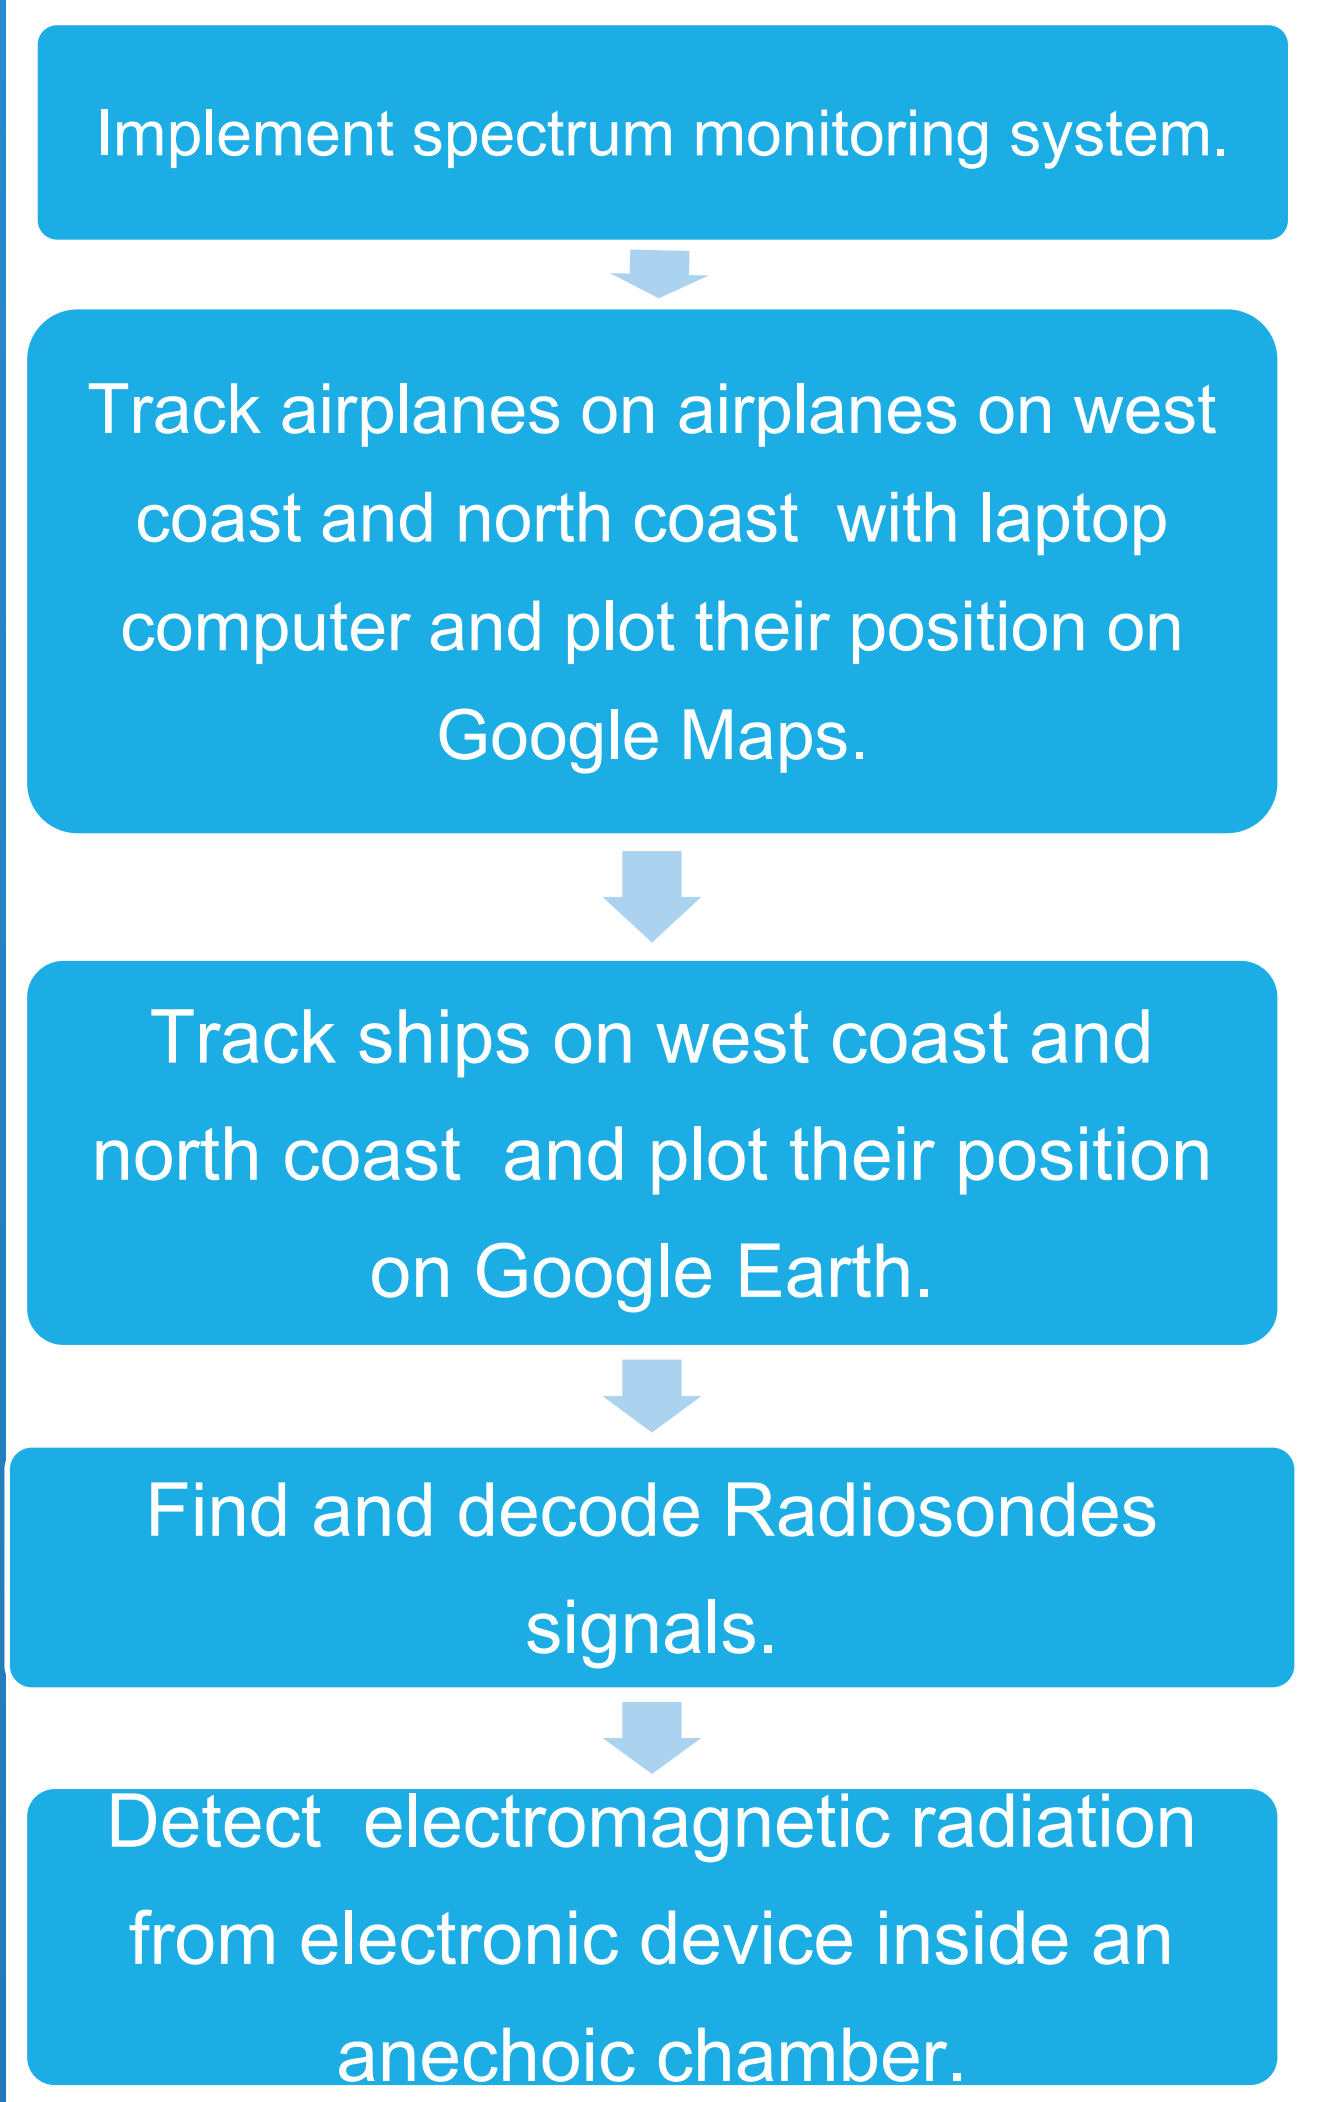 Implement spectrum monitoring system.
Track airplanes on airplanes on west
coast and north coast  with laptop
computer and plot their position on
Google Maps.
Track ships on west coast and
north coast  and plot their position
on Google Earth.
Find and decode Radiosondes
signals.
Detect  electromagnetic radiation
from electronic device inside an
anechoic chamber.